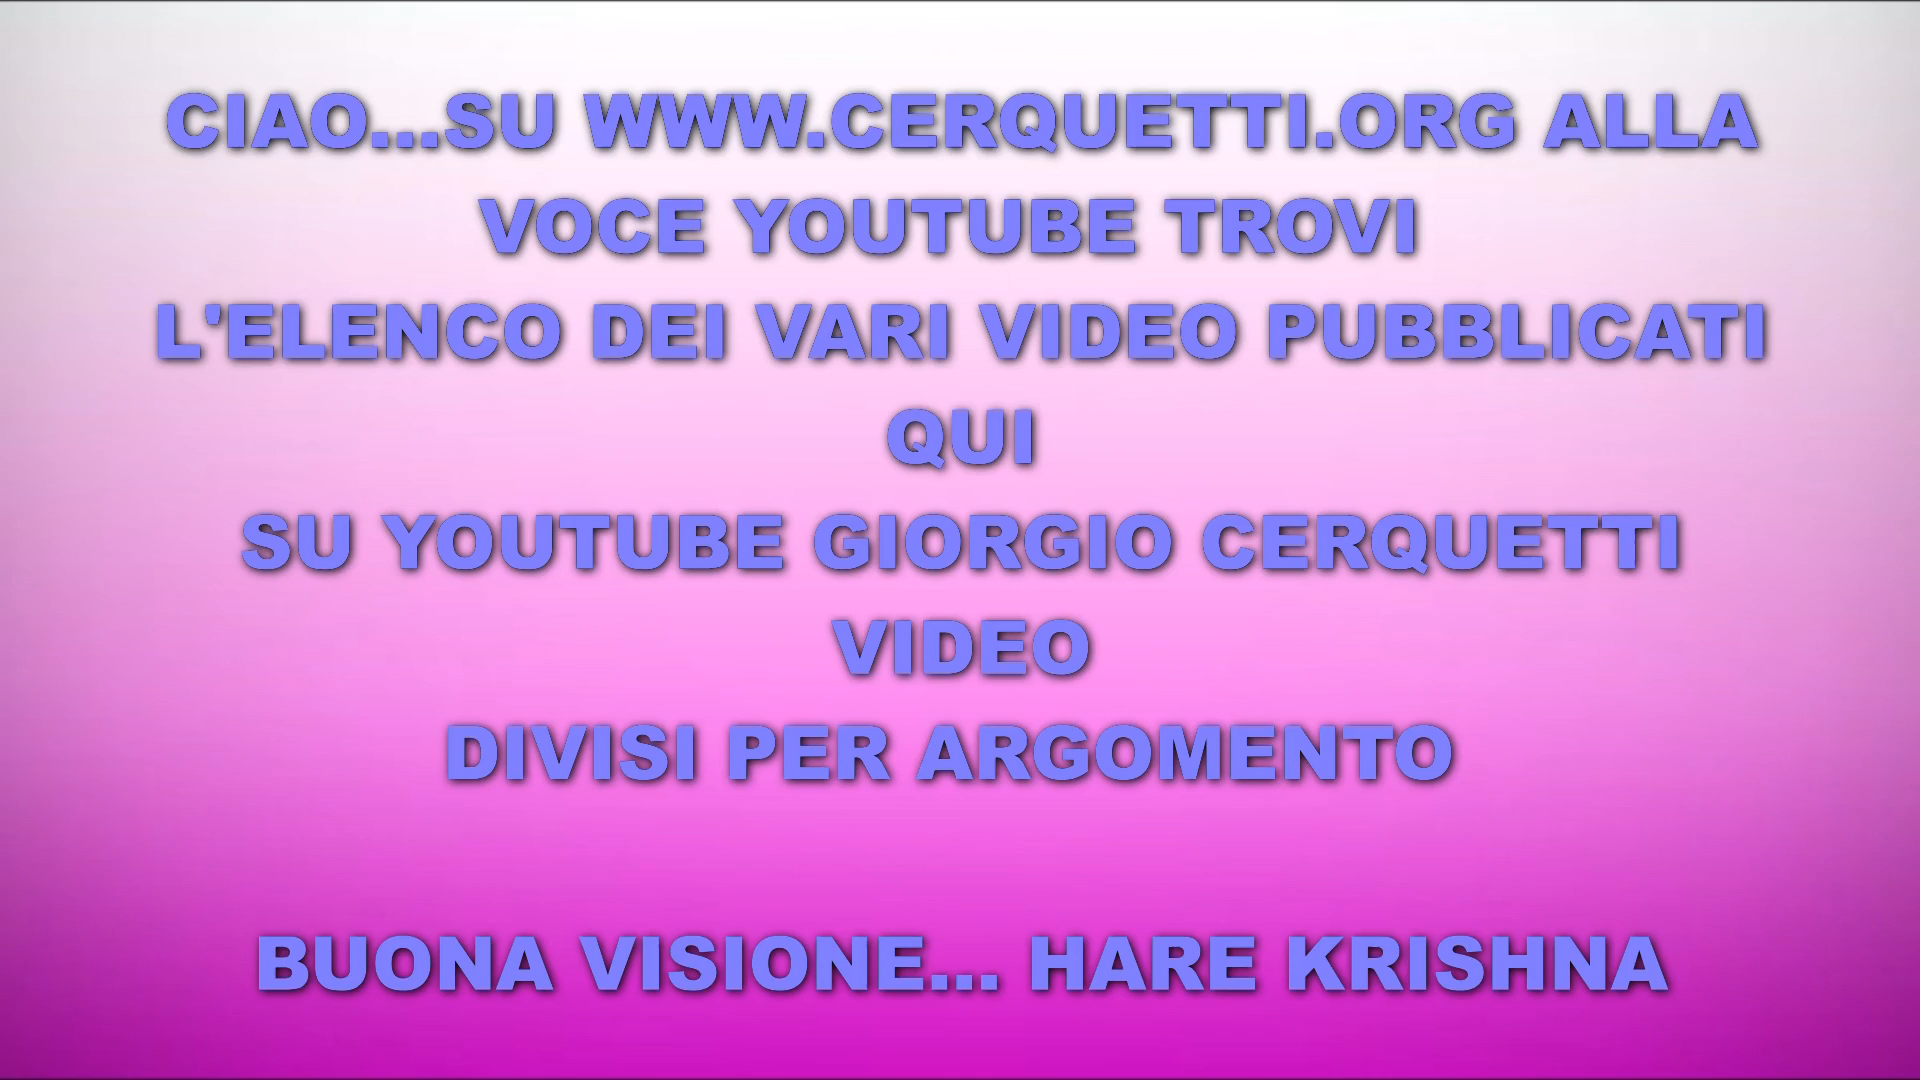 CIAO...SU WWW.CERQUETTI.ORG ALLA
VOCE YOUTUBE TROVI
L'ELENCO DEI VARI VIDEO PUBBLICATI
QUI
SU YOUTUBE GIORGIO CERQUETTI
VIDEO
DIVISI PER ARGOMENTO
BUONA VISIONE... HARE KRISHNA